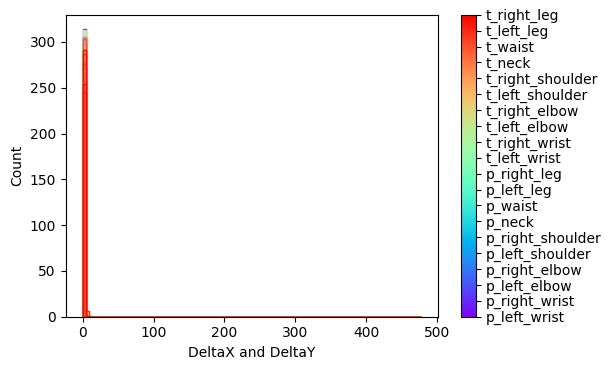 Count
300
250
200
150
100
50
0
0
100
200
300
400
500
DeltaX and DeltaY
t_right_leg
t_left_leg
t_waist
t_neck
t_right_shoulder
t_left_shoulder
t_right_elbow
t_left_elbow
t_right_wrist
t_left_wrist
p_right_leg
p_left_leg
p_waist
p_neck
p_right_shoulder
p_left_shoulder
p_right_elbow
p_left_elbow
p_right_wrist
p_left_wrist